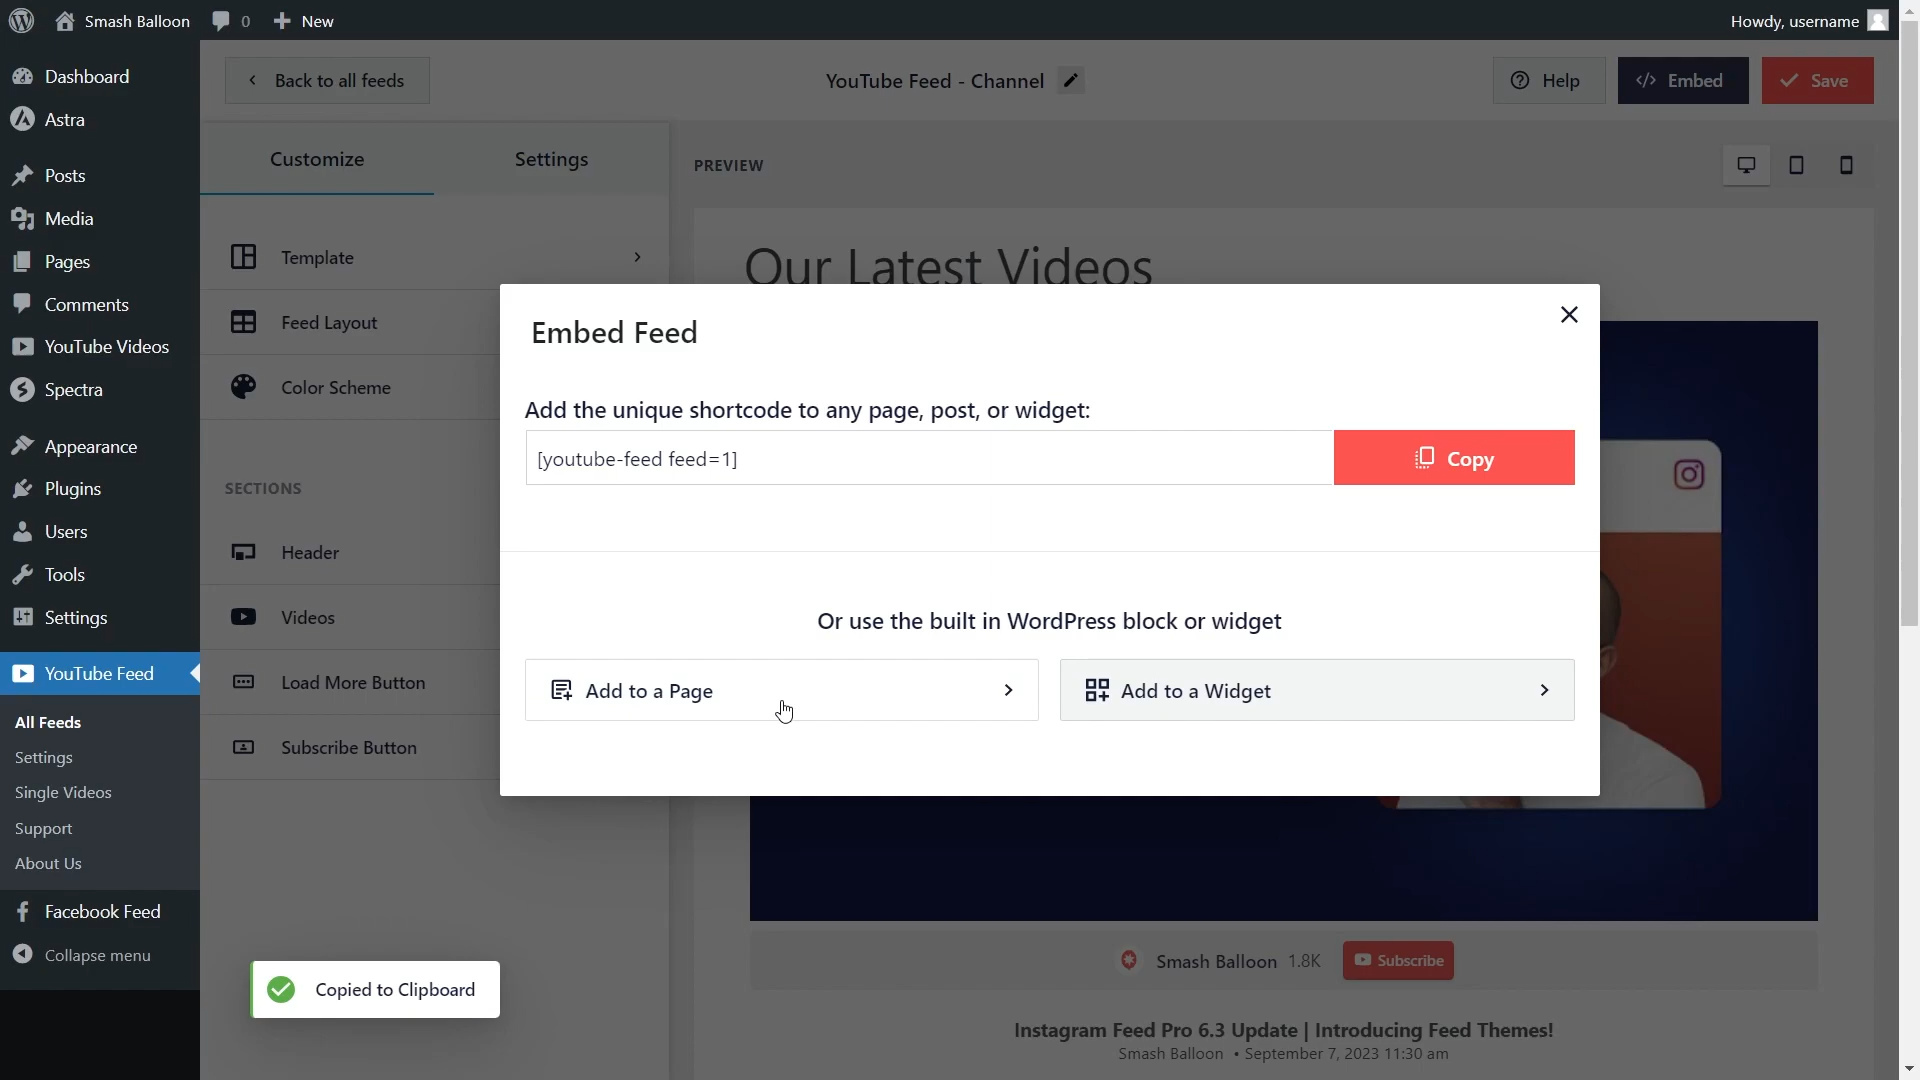 Smash Balloon 0 New Howdy, username
Dashboard
Astra
Posts
Media
Pages
Comments
YouTube Videos
Spectra
Appearance
Plugins
Users
Tools
Settings
YouTube Feed
All Feeds
Settings
Single Videos
Support
About Us
Facebook Feed
Collapse menu
Back to all feeds YouTube Feed - Channel Help Embed Save
Customize Settings
Template
Feed Layout
Color Scheme
SECTIONS
Header
Videos
Load More Button
Subscribe Button
PREVIEW
Our Latest Videos
Embed Feed
Add the unique shortcode to any page, post, or widget:
[youtube-feed feed=1] Copy
Or use the built in WordPress block or widget
Add to a Page Add to a Widget
Smash Balloon 1.8K Subscribe
Instagram Feed Pro 6.3 Update | Introducing Feed Themes!
Smash Balloon • September 7, 2023 11:30 am
Copied to Clipboard